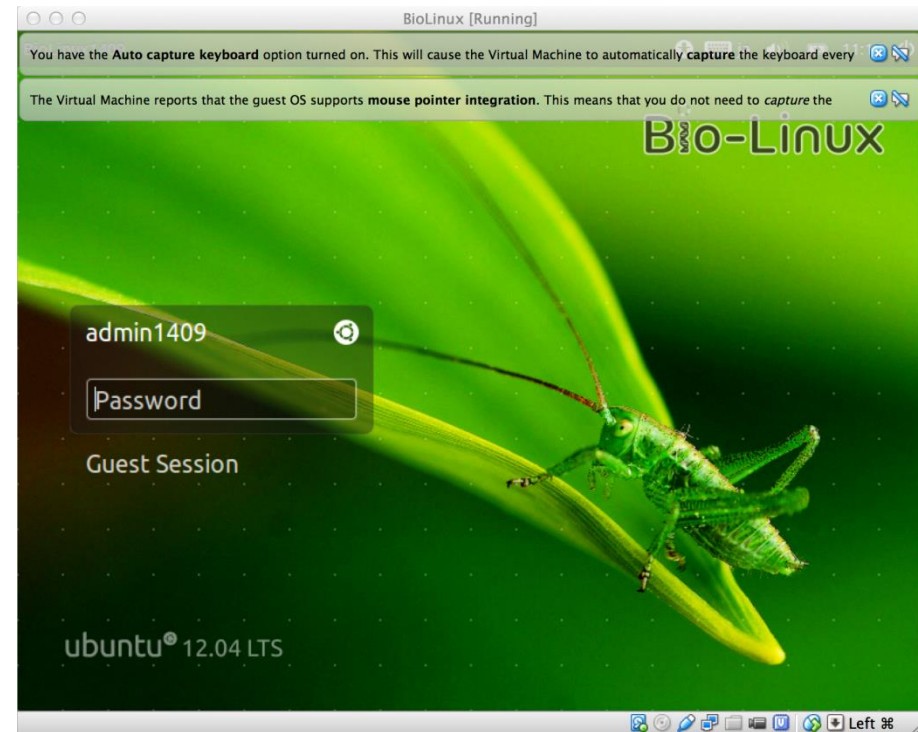 BioLinux [Running]
You have the Auto capture keyboard option turned on. This will cause the Virtual Machine to automatically capture the keyboard every
The Virtual Machine reports that the guest OS supports mouse pointer integration. This means that you do not need to capture the
Bio-Linux
admin1409
Password
Guest Session
ubuntu® 12.04 LTS
Left ⌘